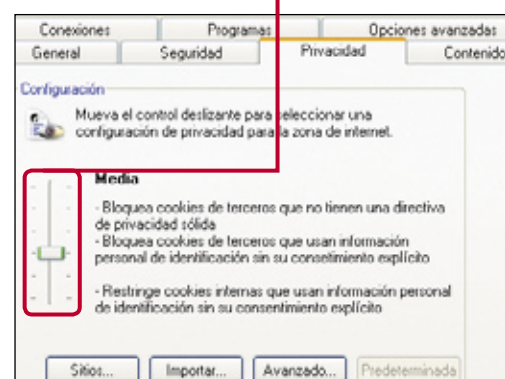 Conexiones Programas Opciones avanzadas
General Seguridad Privacidad Contenido
Configuración
Mueva el control deslizante para seleccionar una
configuración de privacidad para la zona de internet.
Media
- Bloquea cookies de terceros que no tienen una directiva
de privacidad sólida
- Bloquea cookies de terceros que usan información
personal de identificación sin su consetimiento explícito
- Restringe cookies internas que usan información personal
de identificación sin su consentimiento explícito
Sitios... Importar... Avanzado... Predeterminada